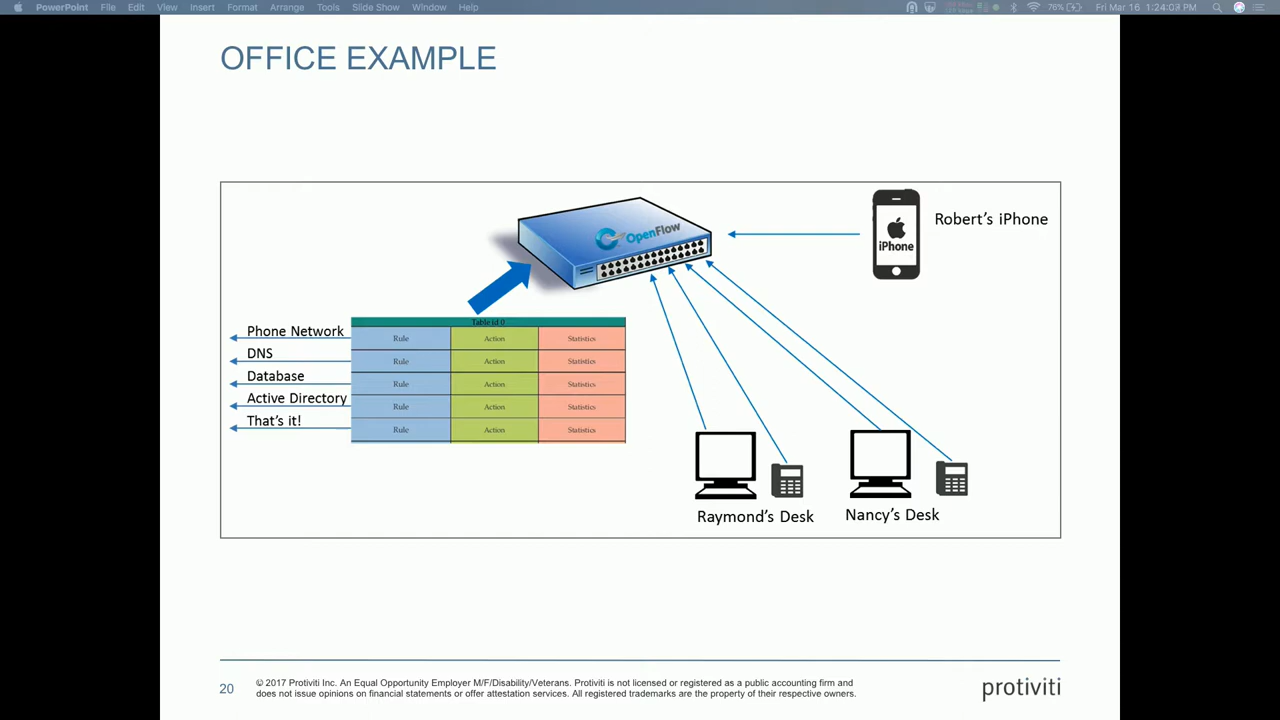 PowerPoint File Edit View Insert Format Arrange Tools Slide Show Window Help 76% Fri Mar 16 1:24:03 PM
OFFICE EXAMPLE
OpenFlow
iPhone
Robert's iPhone
Table id 0
Phone Network Rule Action Statistics
DNS Rule Action Statistics
Database Rule Action Statistics
Active Directory Rule Action Statistics
That's it! Rule Action Statistics
Raymond's Desk
Nancy's Desk
20
© 2017 Protiviti Inc. An Equal Opportunity Employer M/F/Disability/Veterans. Protiviti is not licensed or registered as a public accounting firm and
does not issue opinions on financial statements or offer attestation services. All registered trademarks are the property of their respective owners.
protiviti